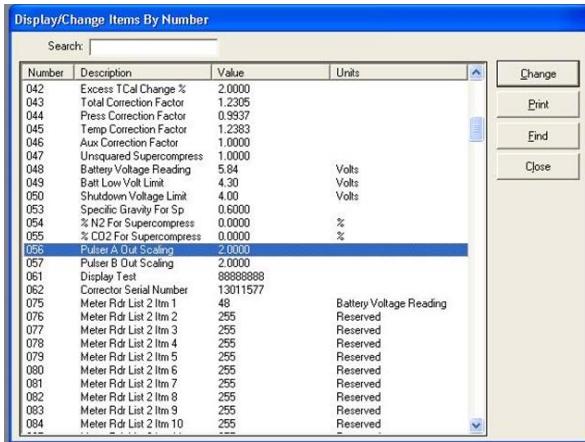 Display/Change Items By Number
Search:
Number Description Value Units
042 Excess TCal Change % 2.0000
043 Total Correction Factor 1.2305
044 Press Correction Factor 0.9937
045 Temp Correction Factor 1.2383
046 Aux Correction Factor 1.0000
047 Unsquared Supercompress 1.0000
048 Battery Voltage Reading 5.84 Volts
049 Batt Low Volt Limit 4.30 Volts
050 Shutdown Voltage Limit 4.00 Volts
053 Specific Gravity For Sp 0.6000
054 % N2 For Supercompress 0.0000 %
055 % CO2 For Supercompress 0.0000 %
056 Pulser A Out Scaling 2.0000
057 Pulser B Out Scaling 2.0000
061 Display Test 88888888
062 Corrector Serial Number 13011577
075 Meter Rdr List 2 Itm 1 48 Battery Voltage Reading
076 Meter Rdr List 2 Itm 2 255 Reserved
077 Meter Rdr List 2 Itm 3 255 Reserved
078 Meter Rdr List 2 Itm 4 255 Reserved
079 Meter Rdr List 2 Itm 5 255 Reserved
080 Meter Rdr List 2 Itm 6 255 Reserved
081 Meter Rdr List 2 Itm 7 255 Reserved
082 Meter Rdr List 2 Itm 8 255 Reserved
083 Meter Rdr List 2 Itm 9 255 Reserved
084 Meter Rdr List 2 Itm 10 255 Reserved
Change
Print
Find
Close